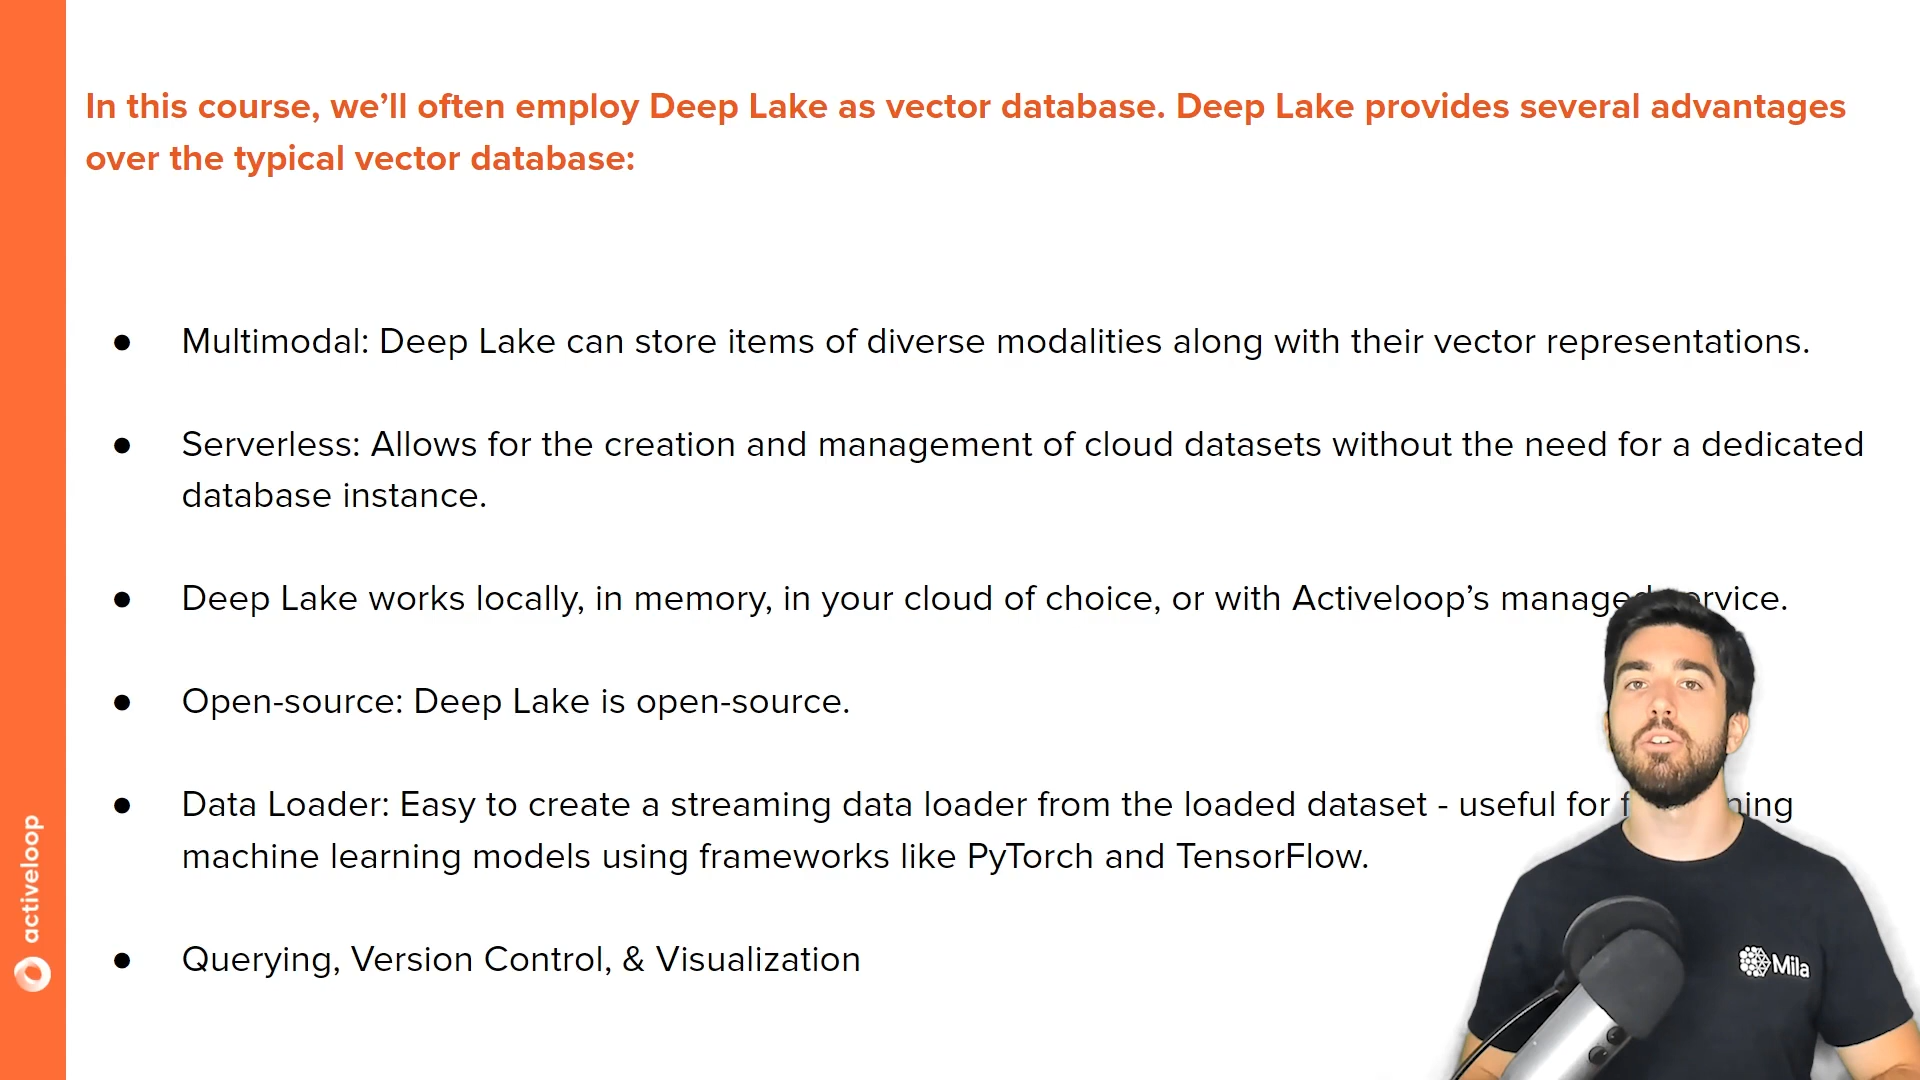 In this course, we’ll often employ Deep Lake as vector database. Deep Lake provides several advantages
over the typical vector database:
● Multimodal: Deep Lake can store items of diverse modalities along with their vector representations.
● Serverless: Allows for the creation and management of cloud datasets without the need for a dedicated
database instance.
● Deep Lake works locally, in memory, in your cloud of choice, or with Activeloop’s managed service.
● Open-source: Deep Lake is open-source.
● Data Loader: Easy to create a streaming data loader from the loaded dataset - useful for
machine learning models using frameworks like PyTorch and TensorFlow.
● Querying, Version Control, & Visualization
activeloop
Mila